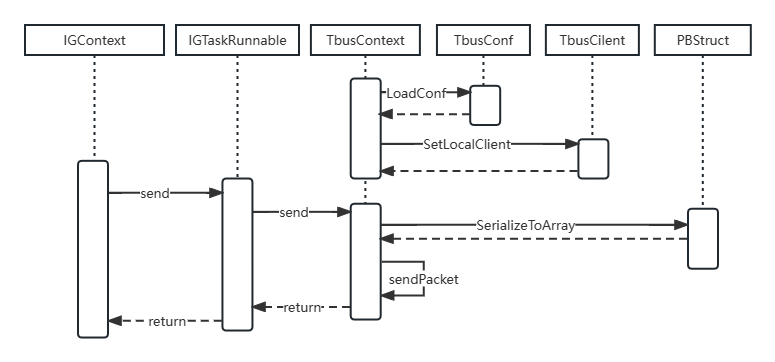 IGContext
IGTaskRunnable
TbusContext
TbusConf
TbusCilent
PBStruct
LoadConf
SetLocalClient
send
send
SerializeToArray
sendPacket
return
return